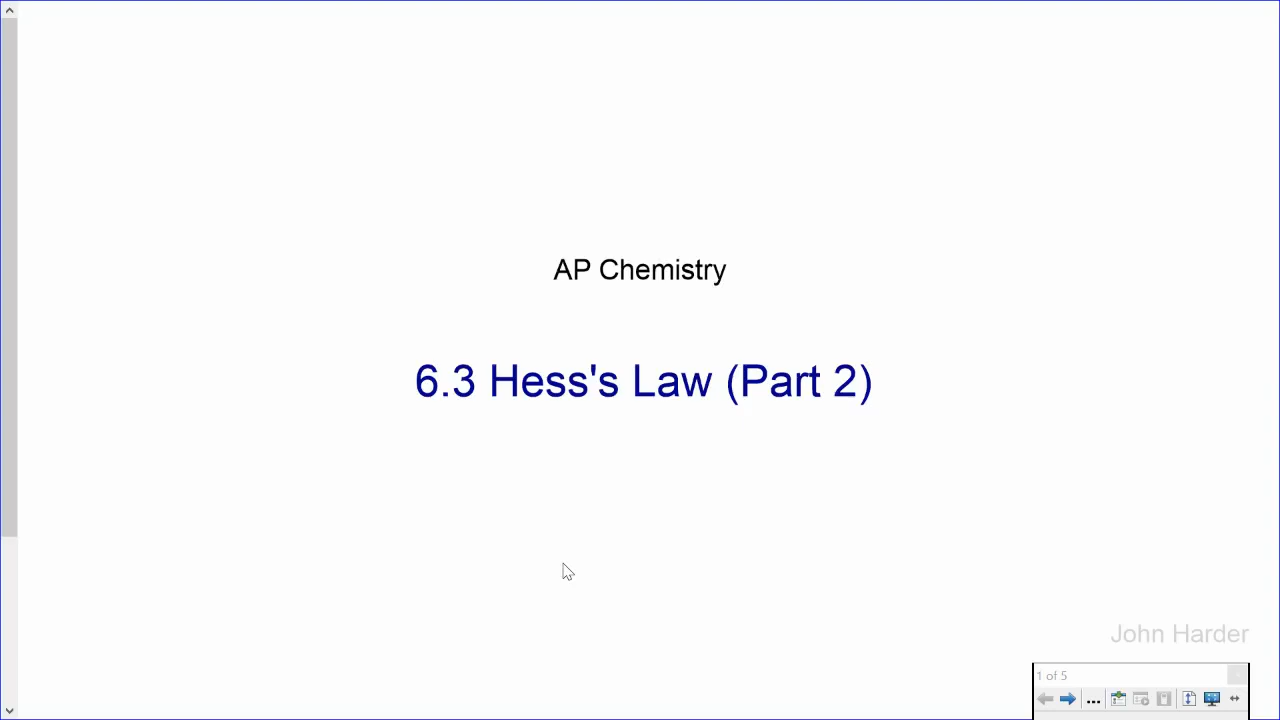 AP Chemistry
6.3 Hess's Law (Part 2)
John Harder
1 of 5